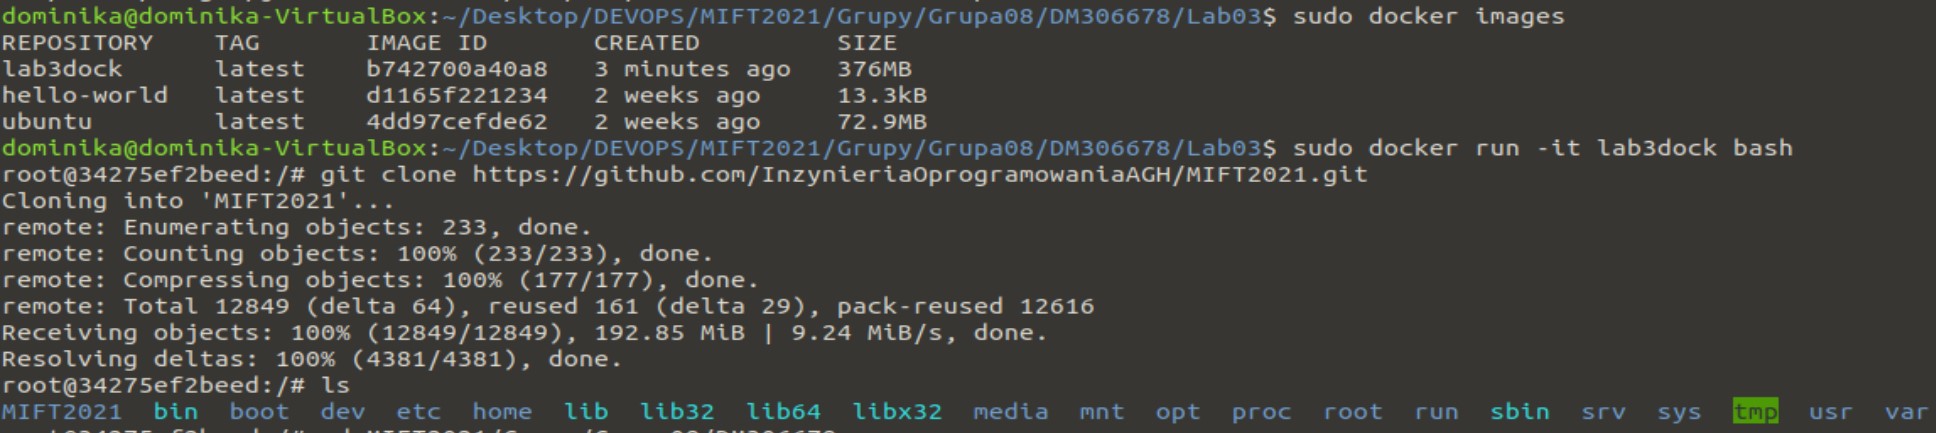 dominika@dominika-VirtualBox:~/Desktop/DEVOPS/MIFT2021/Grupy/Grupa08/DM306678/Lab03$ sudo docker images
REPOSITORY    TAG       IMAGE ID       CREATED         SIZE
lab3dock      latest    b742700a40a8   3 minutes ago   376MB
hello-world   latest    d1165f221234   2 weeks ago     13.3kB
ubuntu        latest    4dd97cefde62   2 weeks ago     72.9MB
dominika@dominika-VirtualBox:~/Desktop/DEVOPS/MIFT2021/Grupy/Grupa08/DM306678/Lab03$ sudo docker run -it lab3dock bash
root@34275ef2beed:/# git clone https://github.com/InzynieriaOprogramowaniaAGH/MIFT2021.git
Cloning into 'MIFT2021'...
remote: Enumerating objects: 233, done.
remote: Counting objects: 100% (233/233), done.
remote: Compressing objects: 100% (177/177), done.
remote: Total 12849 (delta 64), reused 161 (delta 29), pack-reused 12616
Receiving objects: 100% (12849/12849), 192.85 MiB | 9.24 MiB/s, done.
Resolving deltas: 100% (4381/4381), done.
root@34275ef2beed:/# ls
MIFT2021  bin  boot  dev  etc  home  lib  lib32  lib64  libx32  media  mnt  opt  proc  root  run  sbin  srv  sys  tmp  usr  var